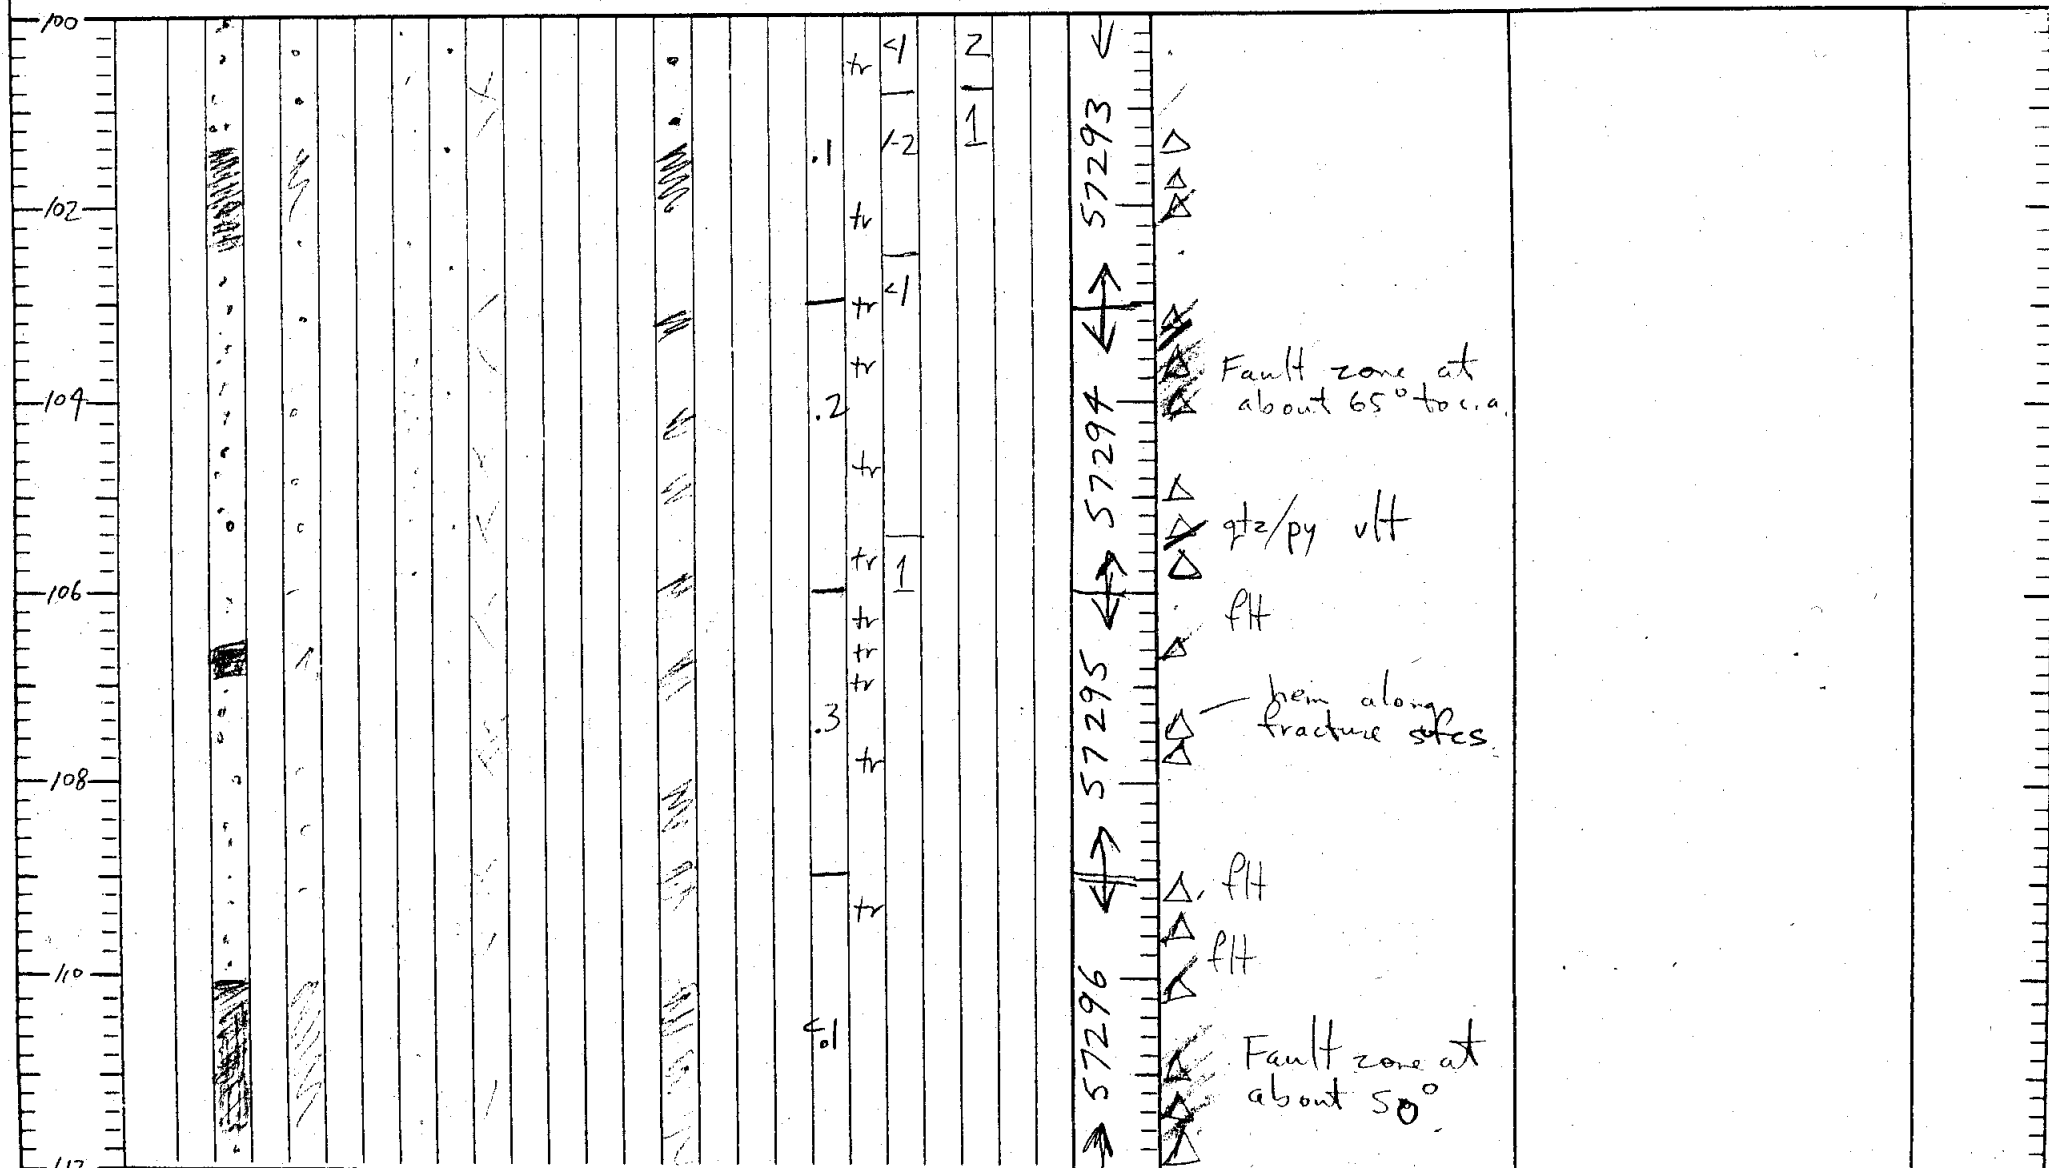 100
<1
2
tr
57293
1-2
1
.1
102
tr
<1
tr
tr
Fault zone at
about 65° to c.a.
104
.2
57294
tr
qtz/py vlt
tr
1
106
flt
tr
tr
tr
57295
hem along
fracture sfcs.
.3
tr
108
flt
tr
flt
110
57296
<.1
Fault zone at
about 50°
112